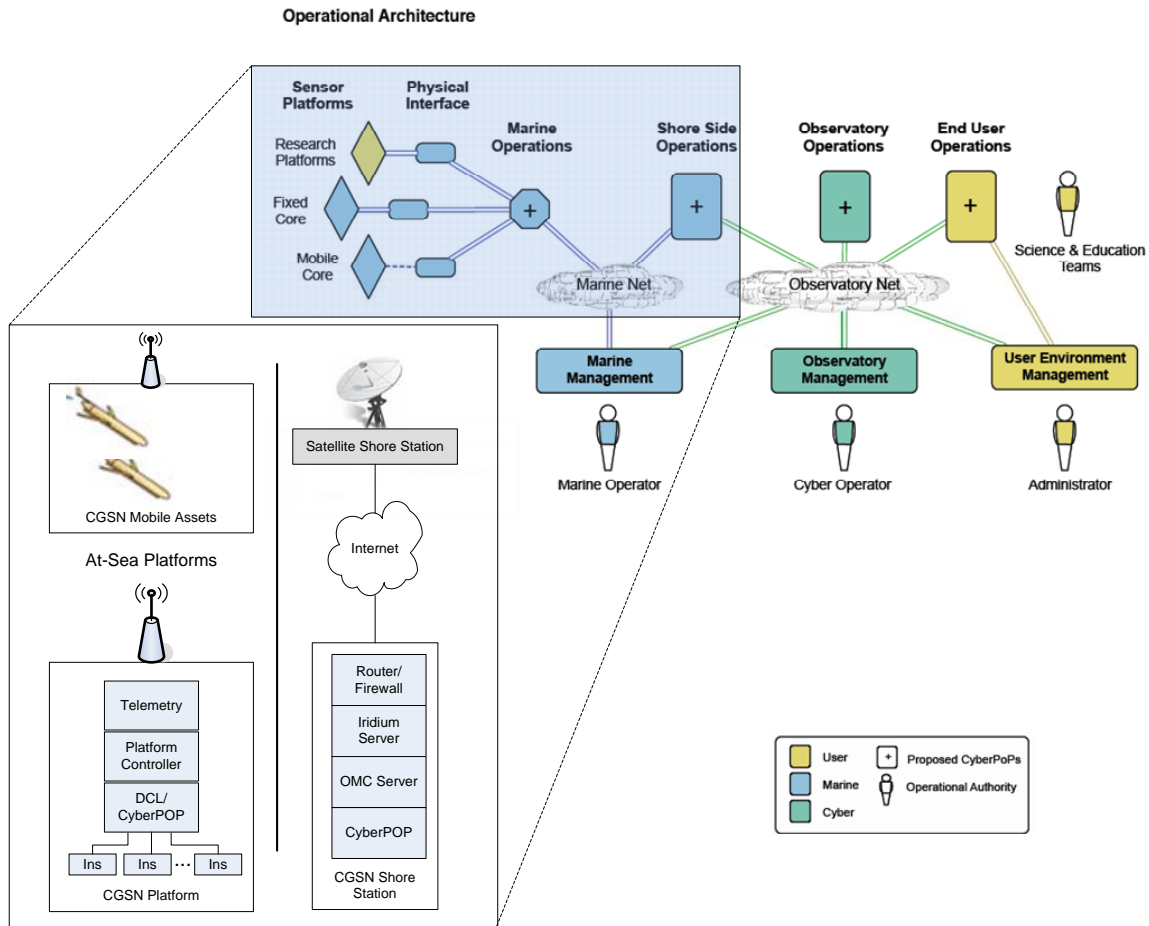 Operational Architecture
Sensor
Platforms
Physical
Interface
Marine
Operations
Shore Side
Operations
Observatory
Operations
End User
Operations
Research
Platforms
Fixed
Core
Mobile
Core
+
+
+
+
Marine Net
Observatory Net
Science & Education
Teams
Marine
Management
Observatory
Management
User Environment
Management
Marine Operator
Cyber Operator
Administrator
CGSN Mobile Assets
At-Sea Platforms
Telemetry
Platform
Controller
DCL/
CyberPOP
Ins
Ins
...
Ins
CGSN Platform
Satellite Shore Station
Internet
Router/
Firewall
Iridium
Server
OMC Server
CyberPOP
CGSN Shore
Station
User
Marine
Cyber
+
Proposed CyberPoPs
Operational Authority